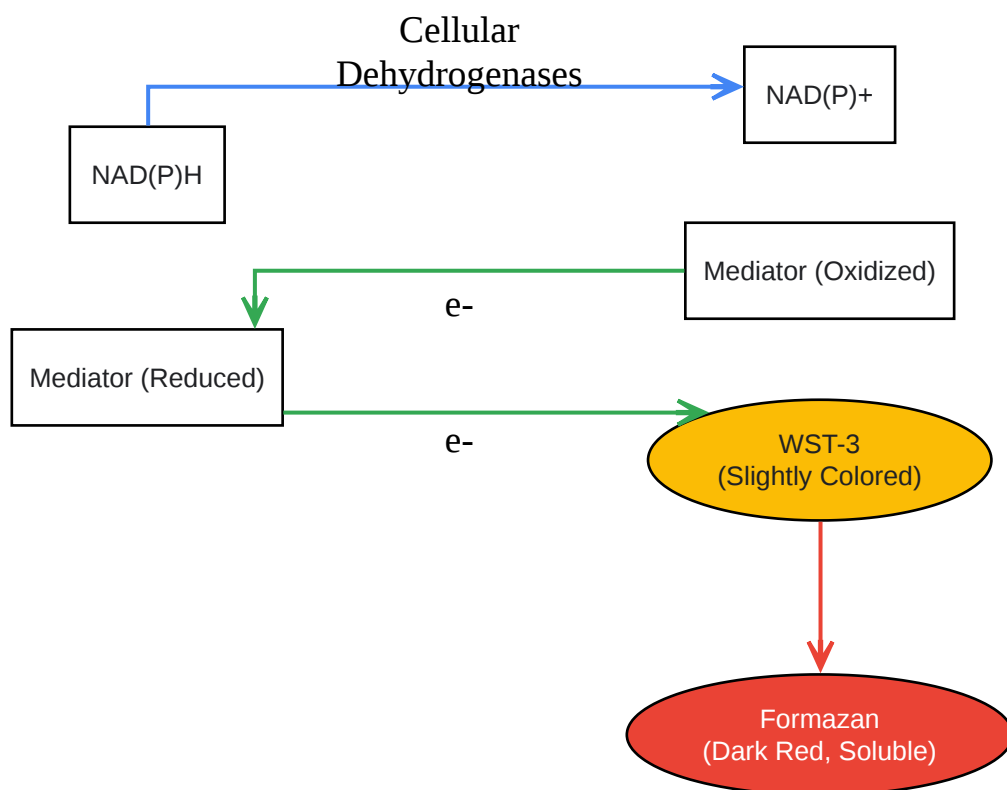 Cellular
Dehydrogenases
NAD(P)+
NAD(P)H
Mediator (Oxidized)
e-
Mediator (Reduced)
e-
WST-3
(Slightly Colored)
Formazan
(Dark Red, Soluble)